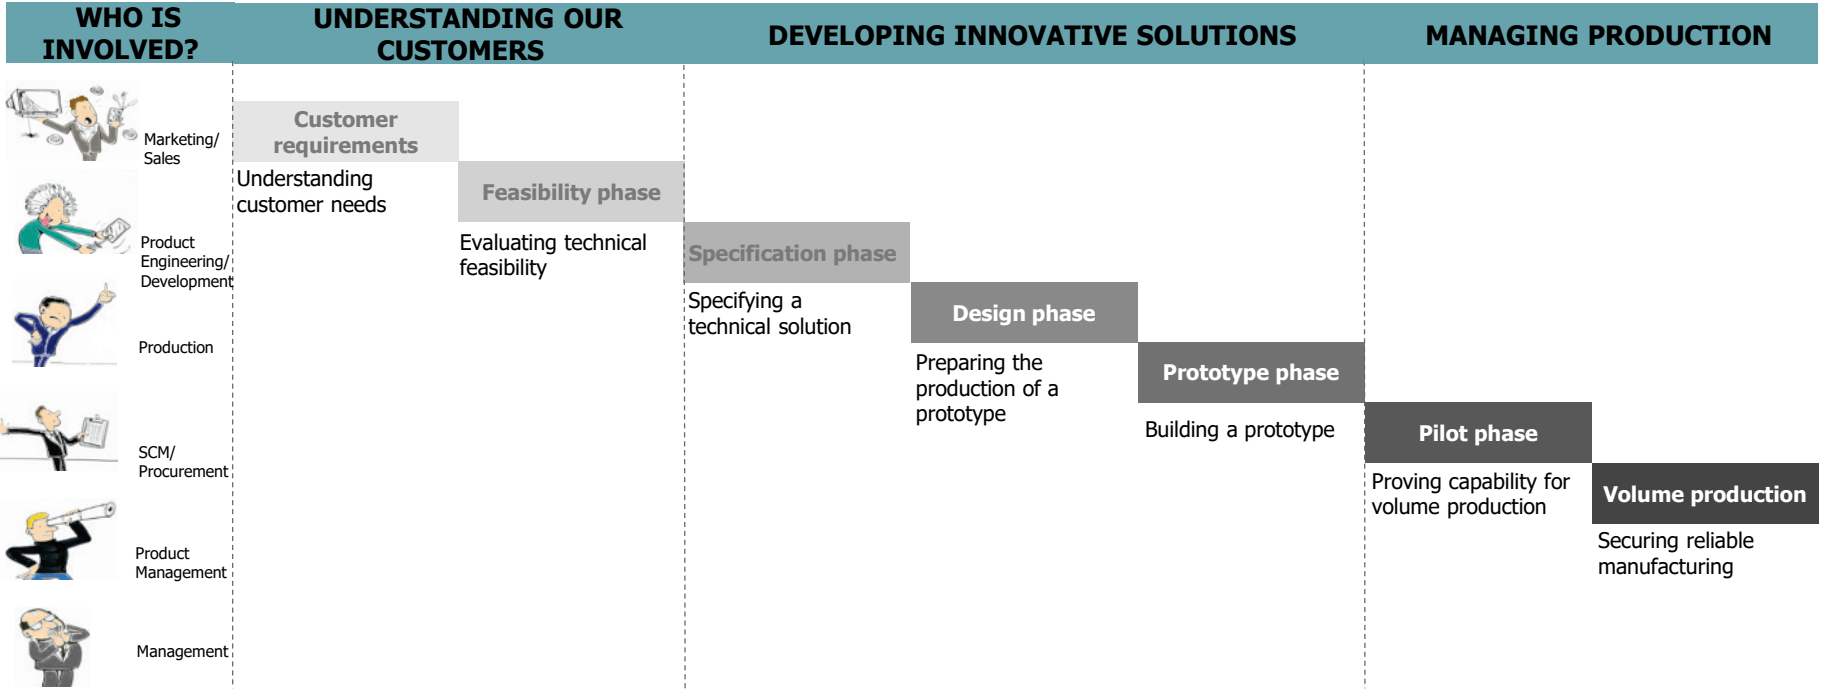 WHO IS
INVOLVED?
UNDERSTANDING OUR
CUSTOMERS
DEVELOPING INNOVATIVE SOLUTIONS
MANAGING PRODUCTION
Marketing/
Sales
Product
Engineering/
Development
Production
SCM/
Procurement
Product
Management
Management
Customer
requirements
Understanding
customer needs
Feasibility phase
Evaluating technical
feasibility
Specification phase
Specifying a
technical solution
Design phase
Preparing the
production of a
prototype
Prototype phase
Building a prototype
Pilot phase
Proving capability for
volume production
Volume production
Securing reliable
manufacturing